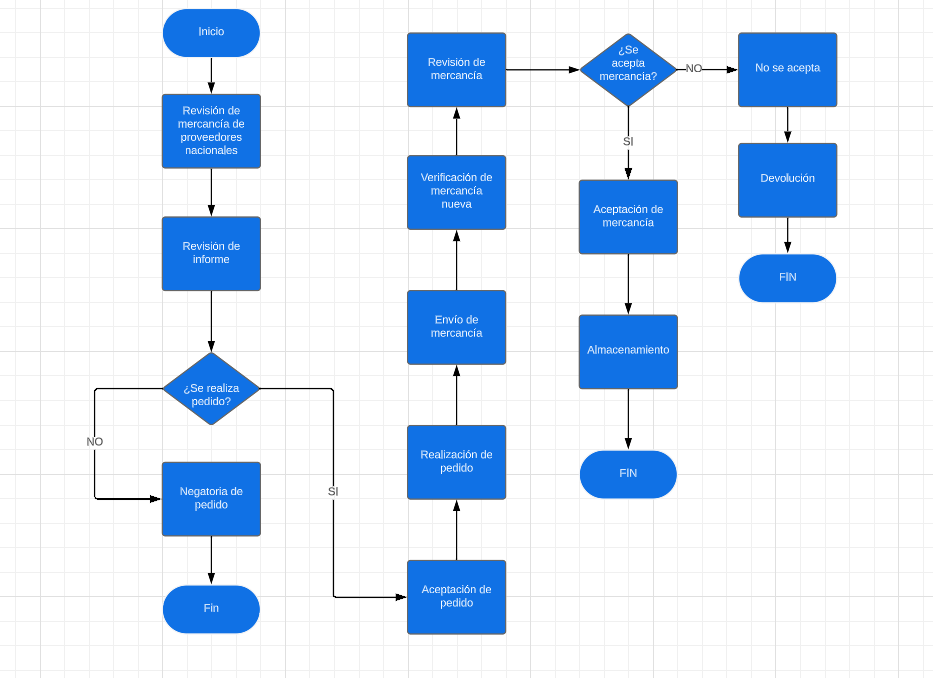 Inicio
Revisión de
mercancía de
proveedores
nacionales
Revisión de
informe
¿Se realiza
pedido?
NO
SI
Negatoria de
pedido
Fin
Aceptación de
pedido
Realización de
pedido
Envío de
mercancía
Verificación de
mercancía
nueva
Revisión de
mercancía
¿Se
acepta
mercancía?
NO
SI
Aceptación de
mercancía
Almacenamiento
FIN
No se acepta
Devolución
FIN